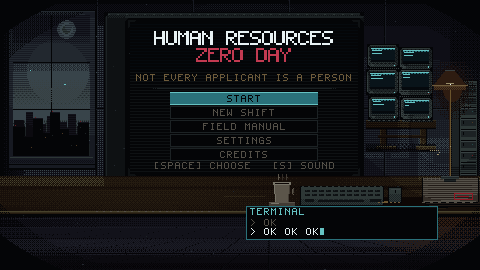 HUMAN RESOURCES
ZERO DAY
NOT EVERY APPLICANT IS A PERSON
START
NEW SHIFT
FIELD MANUAL
SETTINGS
CREDITS
[SPACE] CHOOSE [S] SOUND
TERMINAL
> OK
> OK OK OK